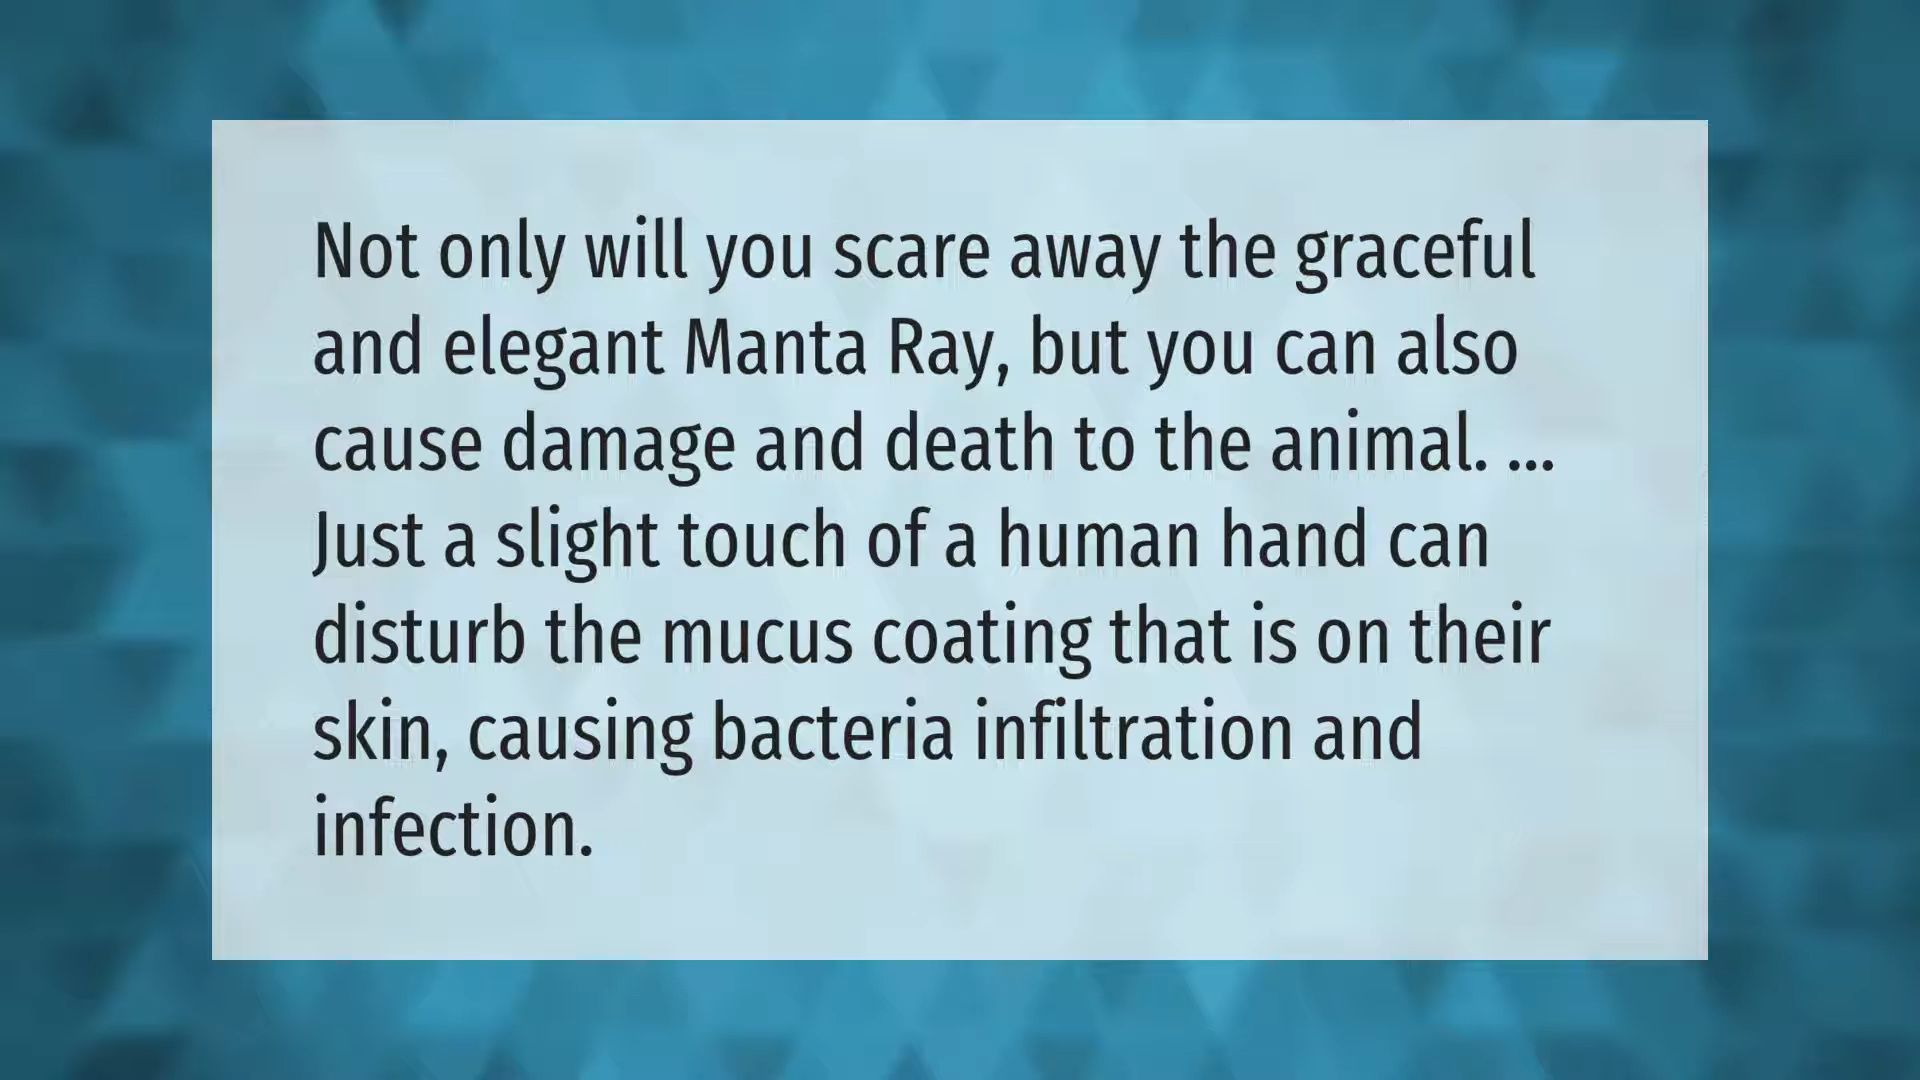 Not only will you scare away the graceful
and elegant Manta Ray, but you can also
cause damage and death to the animal. ...
Just a slight touch of a human hand can
disturb the mucus coating that is on their
skin, causing bacteria infiltration and
infection.